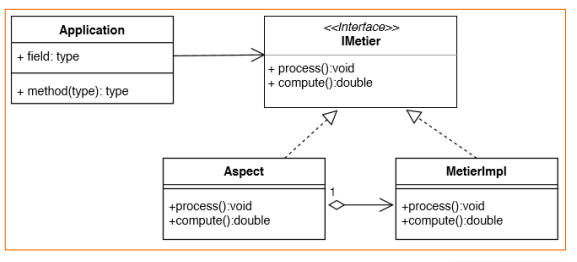 Application
+ field: type
+ method(type): type
<<Interface>>
IMetier
+ process():void
+ compute():double
Aspect
+process():void
+compute():double
1
MetierImpl
+process():void
+compute():double